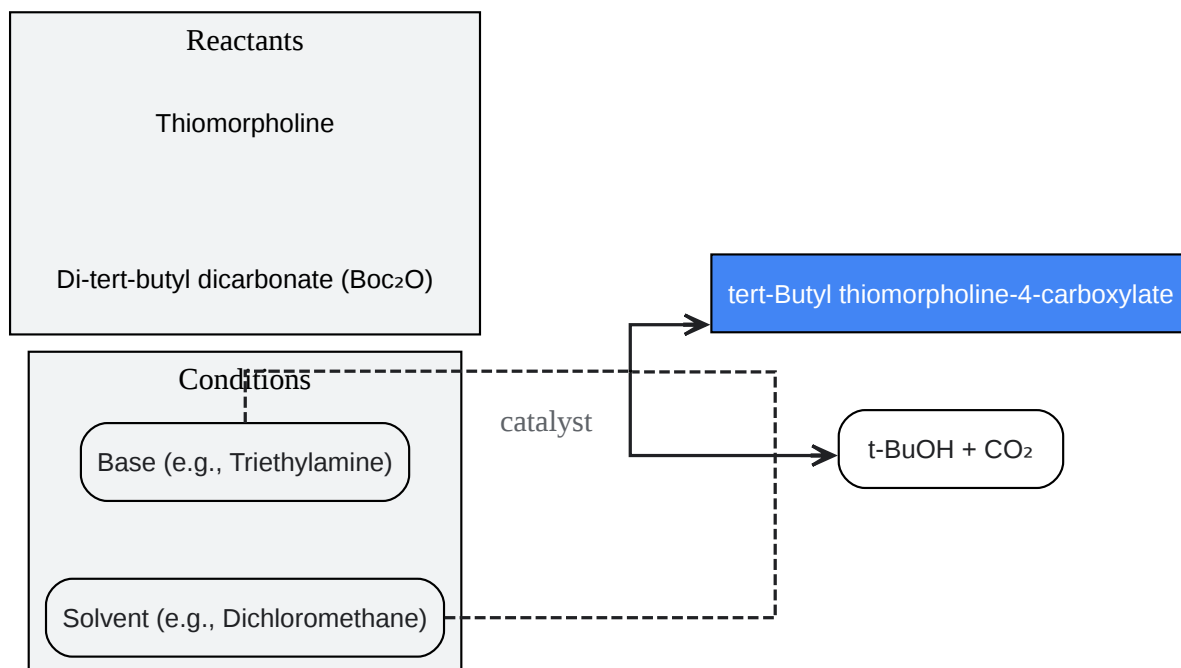 Reactants
Thiomorpholine
Di-tert-butyl dicarbonate (Boc₂O)
tert-Butyl thiomorpholine-4-carboxylate
Conditions
catalyst
Base (e.g., Triethylamine)
t-BuOH + CO₂
Solvent (e.g., Dichloromethane)